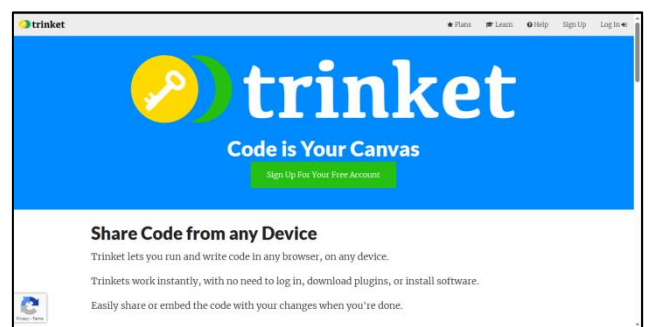 trinket
Plans Learn Help Sign Up Log In
trinket
Code is Your Canvas
Sign Up For Your Free Account
Share Code from any Device
Trinket lets you run and write code in any browser, on any device.
Trinkets work instantly, with no need to log in, download plugins, or install software.
Easily share or embed the code with your changes when you're done.
Privacy - Terms